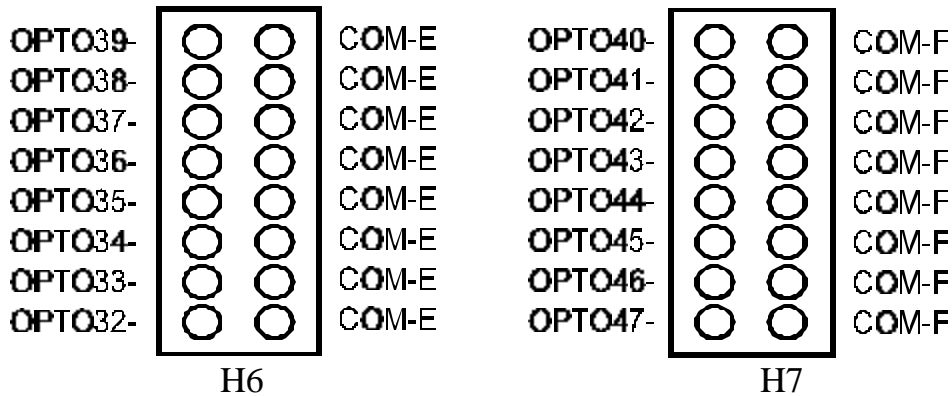 OPTO39- COM-E OPTO40- COM-F
OPTO38- COM-E OPTO41- COM-F
OPTO37- COM-E OPTO42- COM-F
OPTO36- COM-E OPTO43- COM-F
OPTO35- COM-E OPTO44- COM-F
OPTO34- COM-E OPTO45- COM-F
OPTO33- COM-E OPTO46- COM-F
OPTO32- COM-E OPTO47- COM-F
H6 H7